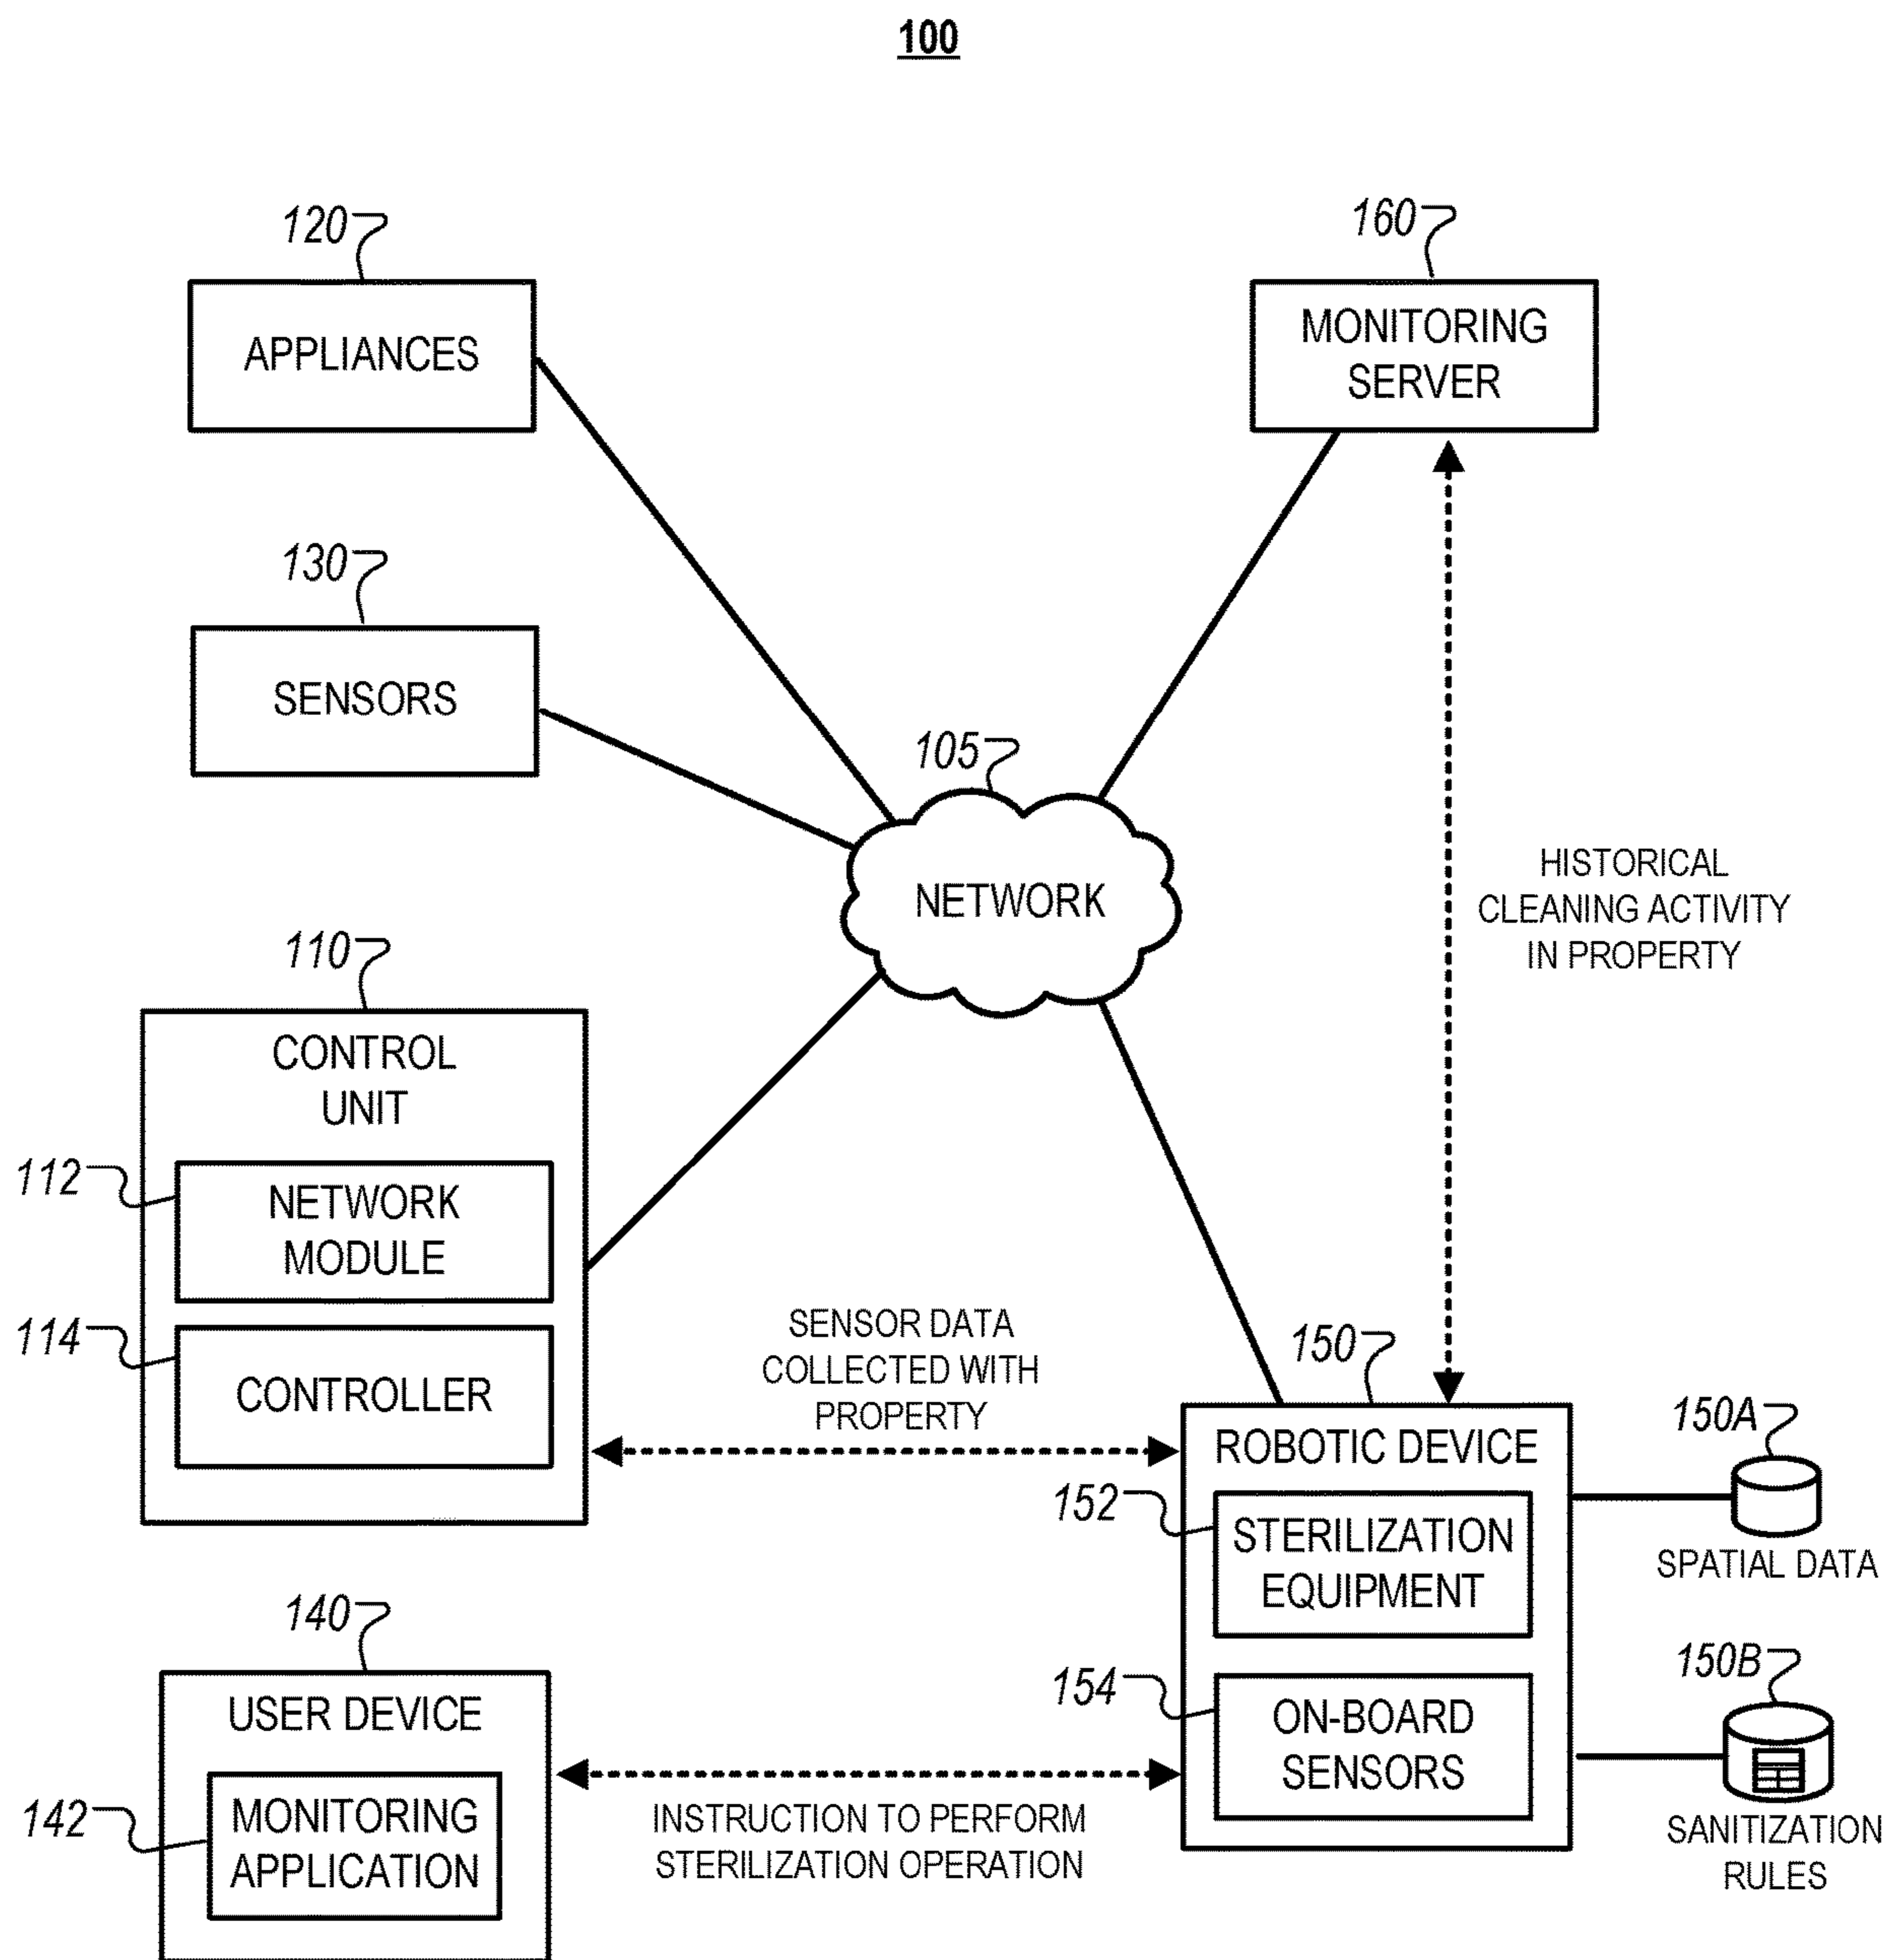 100
120
APPLIANCES
160
MONITORING
SERVER
130
SENSORS
105
NETWORK
HISTORICAL
CLEANING ACTIVITY
IN PROPERTY
110
CONTROL
UNIT
112
NETWORK
MODULE
114
CONTROLLER
SENSOR DATA
COLLECTED WITH
PROPERTY
150
ROBOTIC DEVICE
152
STERILIZATION
EQUIPMENT
154
ON-BOARD
SENSORS
150A
SPATIAL DATA
150B
SANITIZATION
RULES
140
USER DEVICE
142
MONITORING
APPLICATION
INSTRUCTION TO PERFORM
STERILIZATION OPERATION